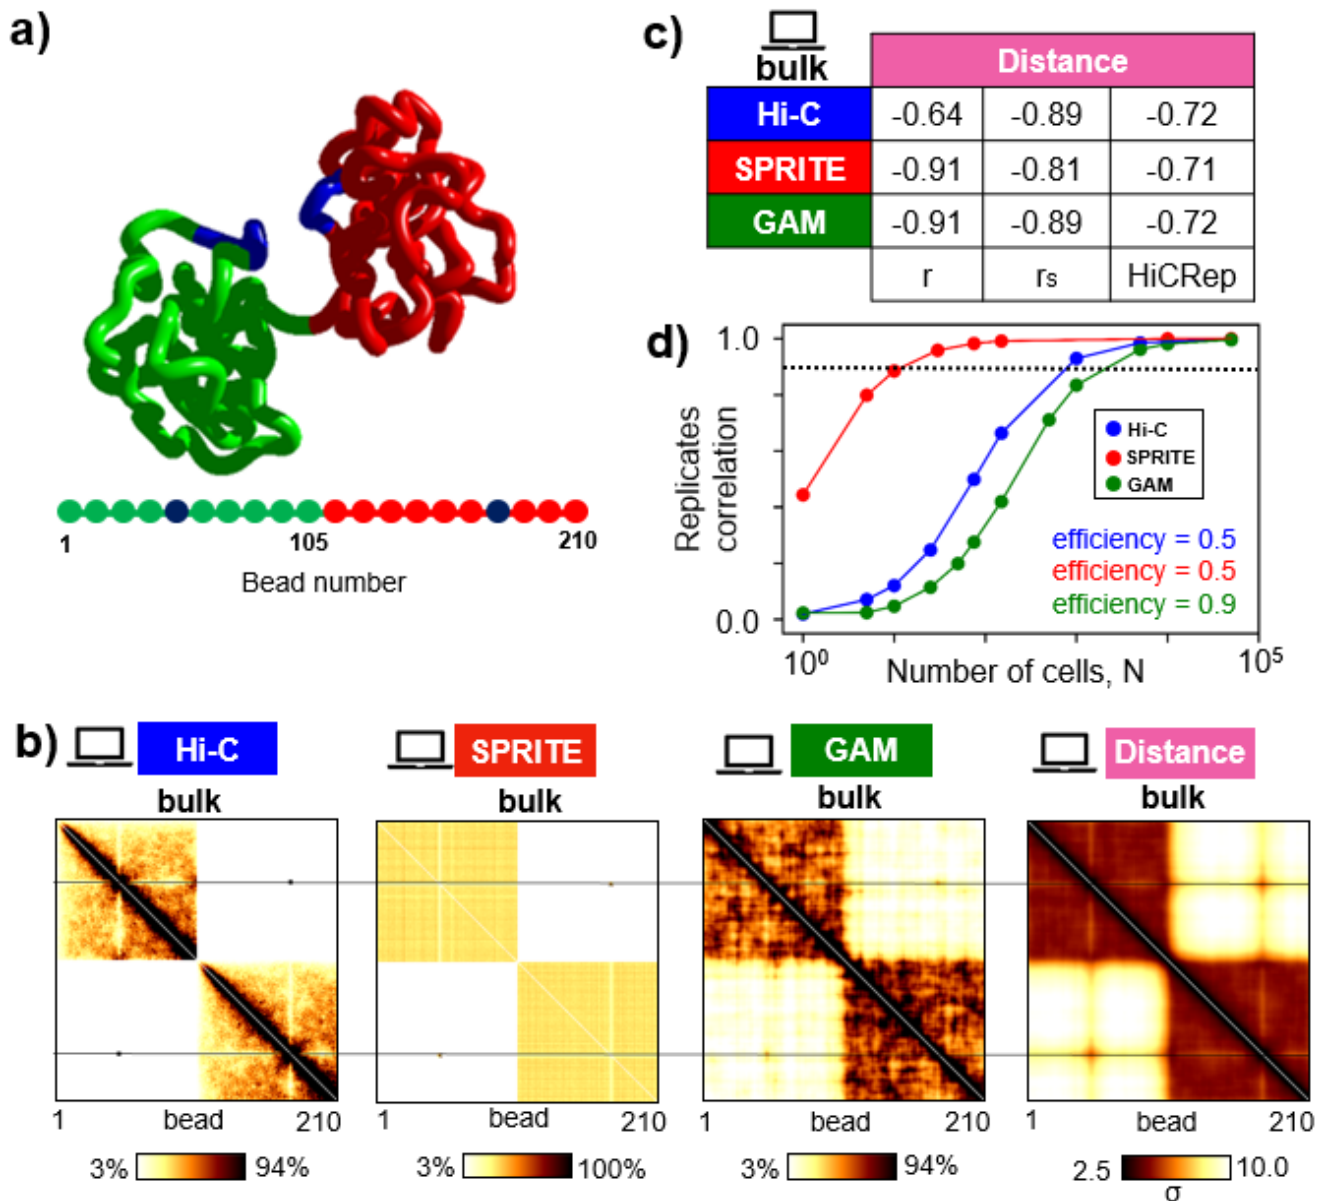 a)
1
105
210
Bead number
c)
bulk
Distance
Hi-C
-0.64
-0.89
-0.72
SPRITE
-0.91
-0.81
-0.71
GAM
-0.91
-0.89
-0.72
r
rs
HiCRep
d)
1.0
0.0
Replicates
correlation
Hi-C
SPRITE
GAM
efficiency = 0.5
efficiency = 0.5
efficiency = 0.9
10⁰
Number of cells, N
10⁵
b)
Hi-C
bulk
SPRITE
bulk
GAM
bulk
Distance
bulk
1 bead 210
1 bead 210
1 bead 210
1 bead 210
3% 94%
3% 100%
3% 94%
2.5 10.0
σ